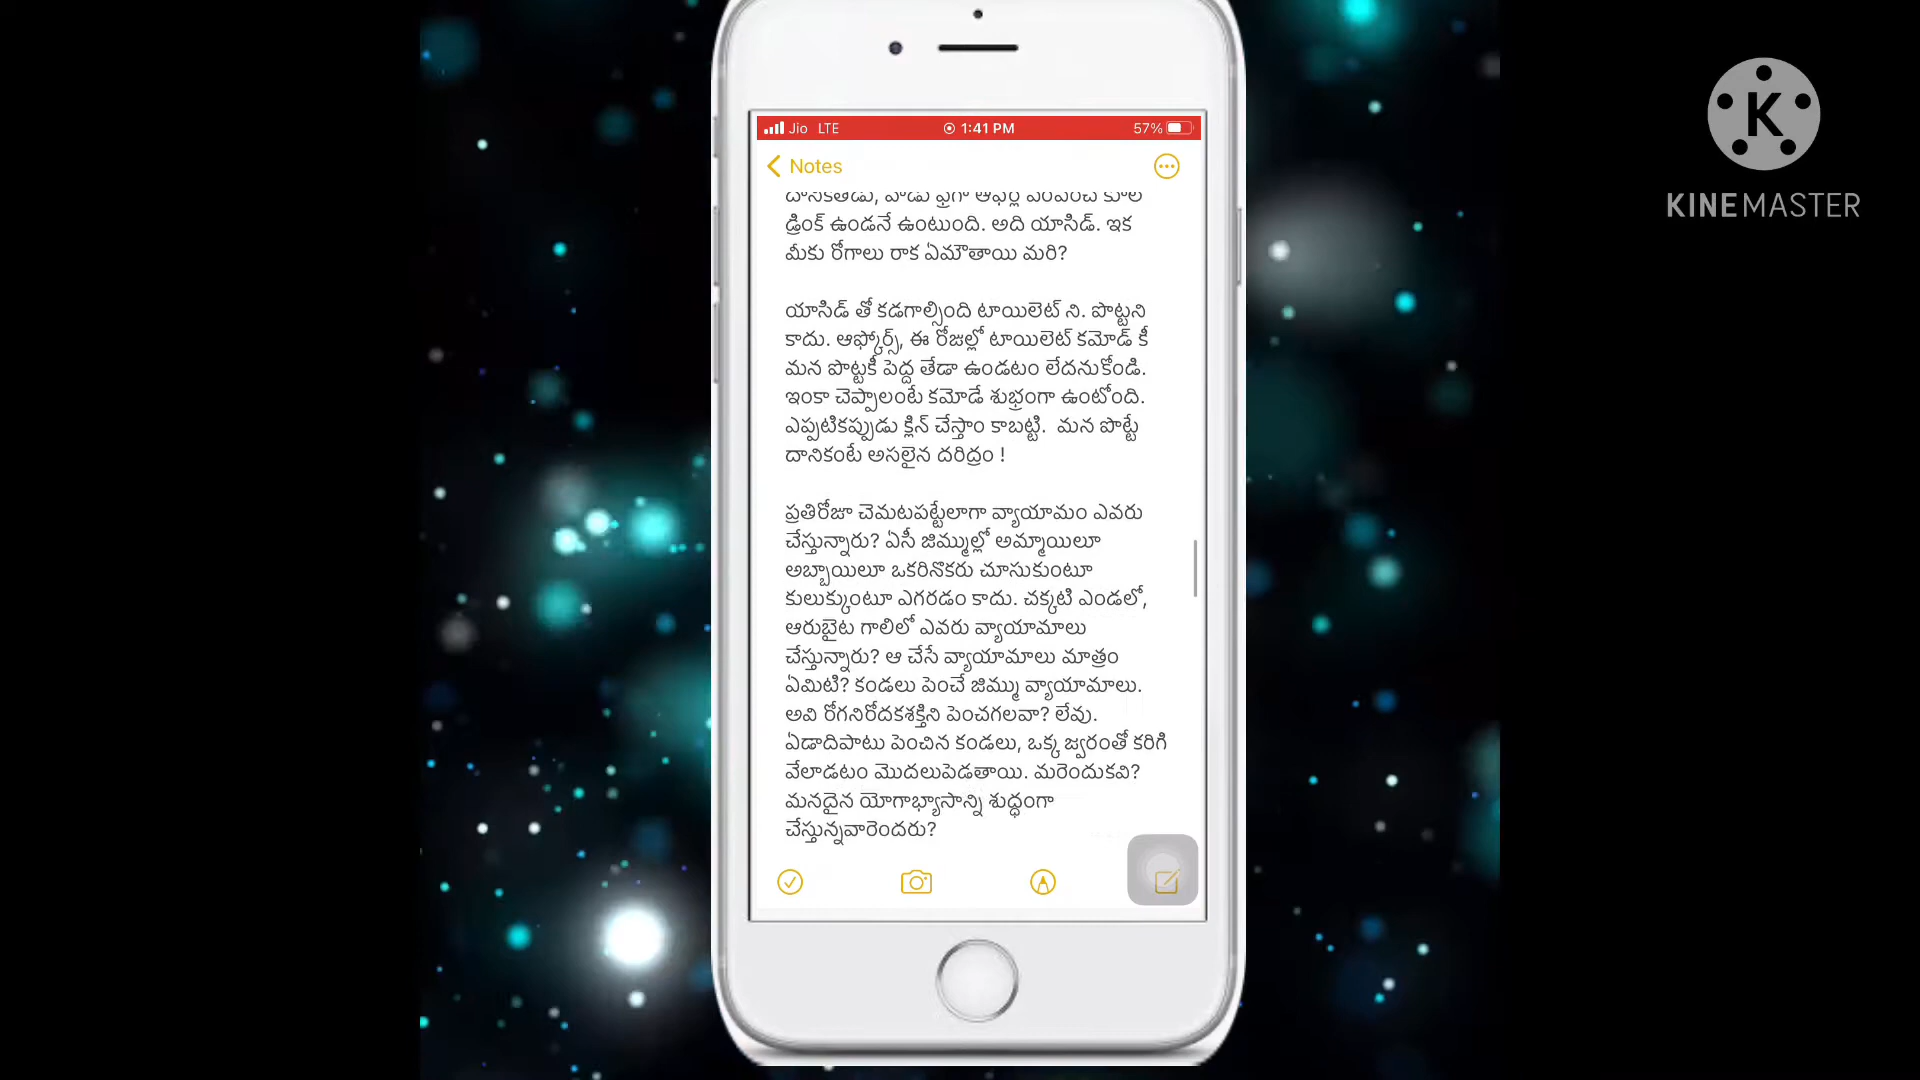 KINEMASTER
Jio LTE 1:41 PM 57%
Notes
డ్రింక్ ఉండనే ఉంటుంది. అది యాసిడ్. ఇక
మీకు రోగాలు రాక ఏమౌతాయి మరి?
యాసిడ్ తో కడగాల్సింది టాయిలెట్ ని. పొట్టని
కాదు. ఆఫ్కోర్స్, ఈ రోజుల్లో టాయిలెట్ కమోడ్ కీ
మన పొట్టకీ పెద్ద తేడా ఉండటం లేదనుకోండి.
ఇంకా చెప్పాలంటే కమోడే శుభ్రంగా ఉంటోంది.
ఎప్పటికప్పుడు క్లీన్ చేస్తాం కాబట్టి. మన పొట్టే
దానికంటే అసలైన దరిద్రం !
ప్రతిరోజూ చెమటపట్టేలాగా వ్యాయామం ఎవరు
చేస్తున్నారు? ఏసీ జిమ్ముల్లో అమ్మాయిలూ
అబ్బాయిలూ ఒకరినొకరు చూసుకుంటూ
కులుక్కుంటూ ఎగరడం కాదు. చక్కటి ఎండలో,
ఆరుబైట గాలిలో ఎవరు వ్యాయామాలు
చేస్తున్నారు? ఆ చేసే వ్యాయామాలు మాత్రం
ఏమిటి? కండలు పెంచే జిమ్ము వ్యాయామాలు.
అవి రోగనిరోదకశక్తిని పెంచగలవా? లేవు.
ఏడాదిపాటు పెంచిన కండలు, ఒక్క జ్వరంతో కరిగి
వేలాడటం మొదలుపెడతాయి. మరెందుకవి?
మనదైన యోగాభ్యాసాన్ని శుద్ధంగా
చేస్తున్నవారెందరు?